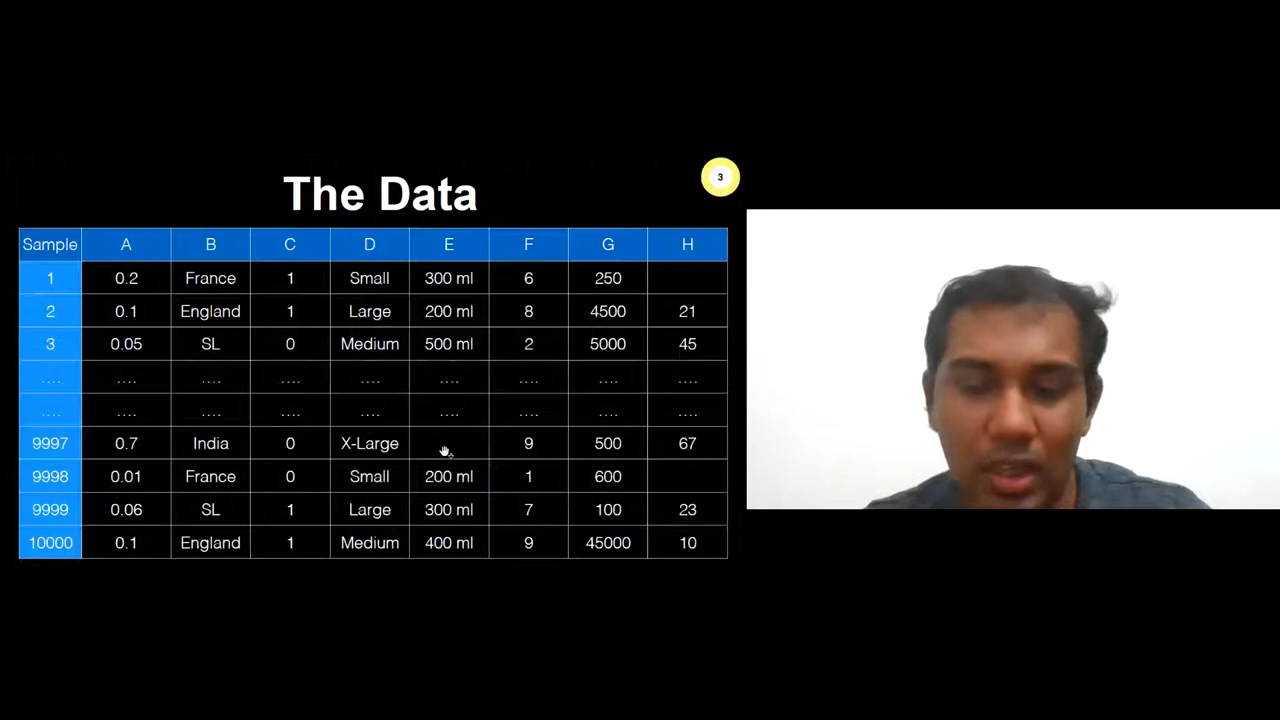 The Data
3
Sample A B C D E F G H
1 0.2 France 1 Small 300 ml 6 250
2 0.1 England 1 Large 200 ml 8 4500 21
3 0.05 SL 0 Medium 500 ml 2 5000 45
.... .... .... .... .... .... .... .... ....
.... .... .... .... .... .... .... .... ....
9997 0.7 India 0 X-Large 9 500 67
9998 0.01 France 0 Small 200 ml 1 600
9999 0.06 SL 1 Large 300 ml 7 100 23
10000 0.1 England 1 Medium 400 ml 9 45000 10